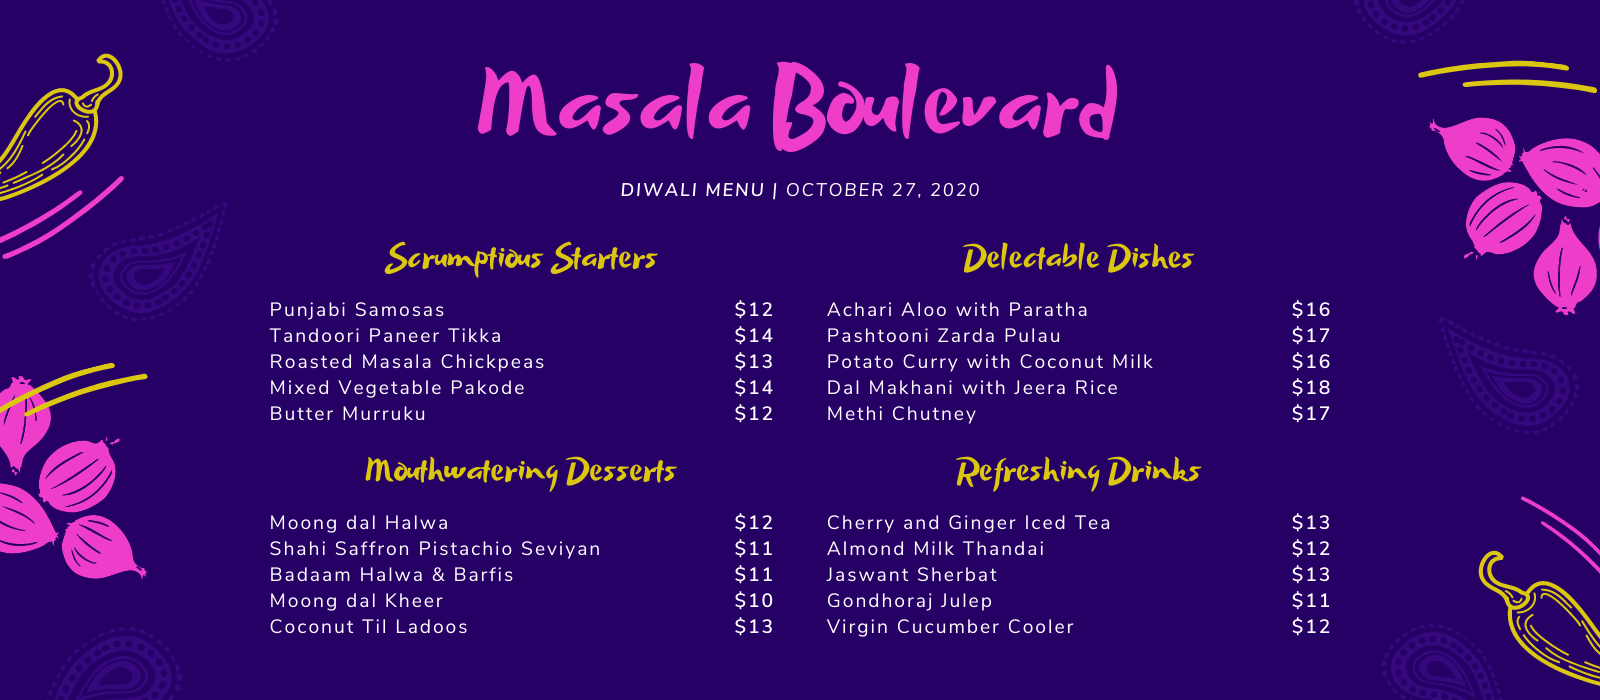 Masala Boulevard
DIWALI MENU | OCTOBER 27, 2020
Scrumptious Starters
Punjabi Samosas $12
Tandoori Paneer Tikka $14
Roasted Masala Chickpeas $13
Mixed Vegetable Pakode $14
Butter Murruku $12
Delectable Dishes
Achari Aloo with Paratha $16
Pashtooni Zarda Pulau $17
Potato Curry with Coconut Milk $16
Dal Makhani with Jeera Rice $18
Methi Chutney $17
Mouthwatering Desserts
Moong dal Halwa $12
Shahi Saffron Pistachio Seviyan $11
Badaam Halwa & Barfis $11
Moong dal Kheer $10
Coconut Til Ladoos $13
Refreshing Drinks
Cherry and Ginger Iced Tea $13
Almond Milk Thandai $12
Jaswant Sherbat $13
Gondhoraj Julep $11
Virgin Cucumber Cooler $12